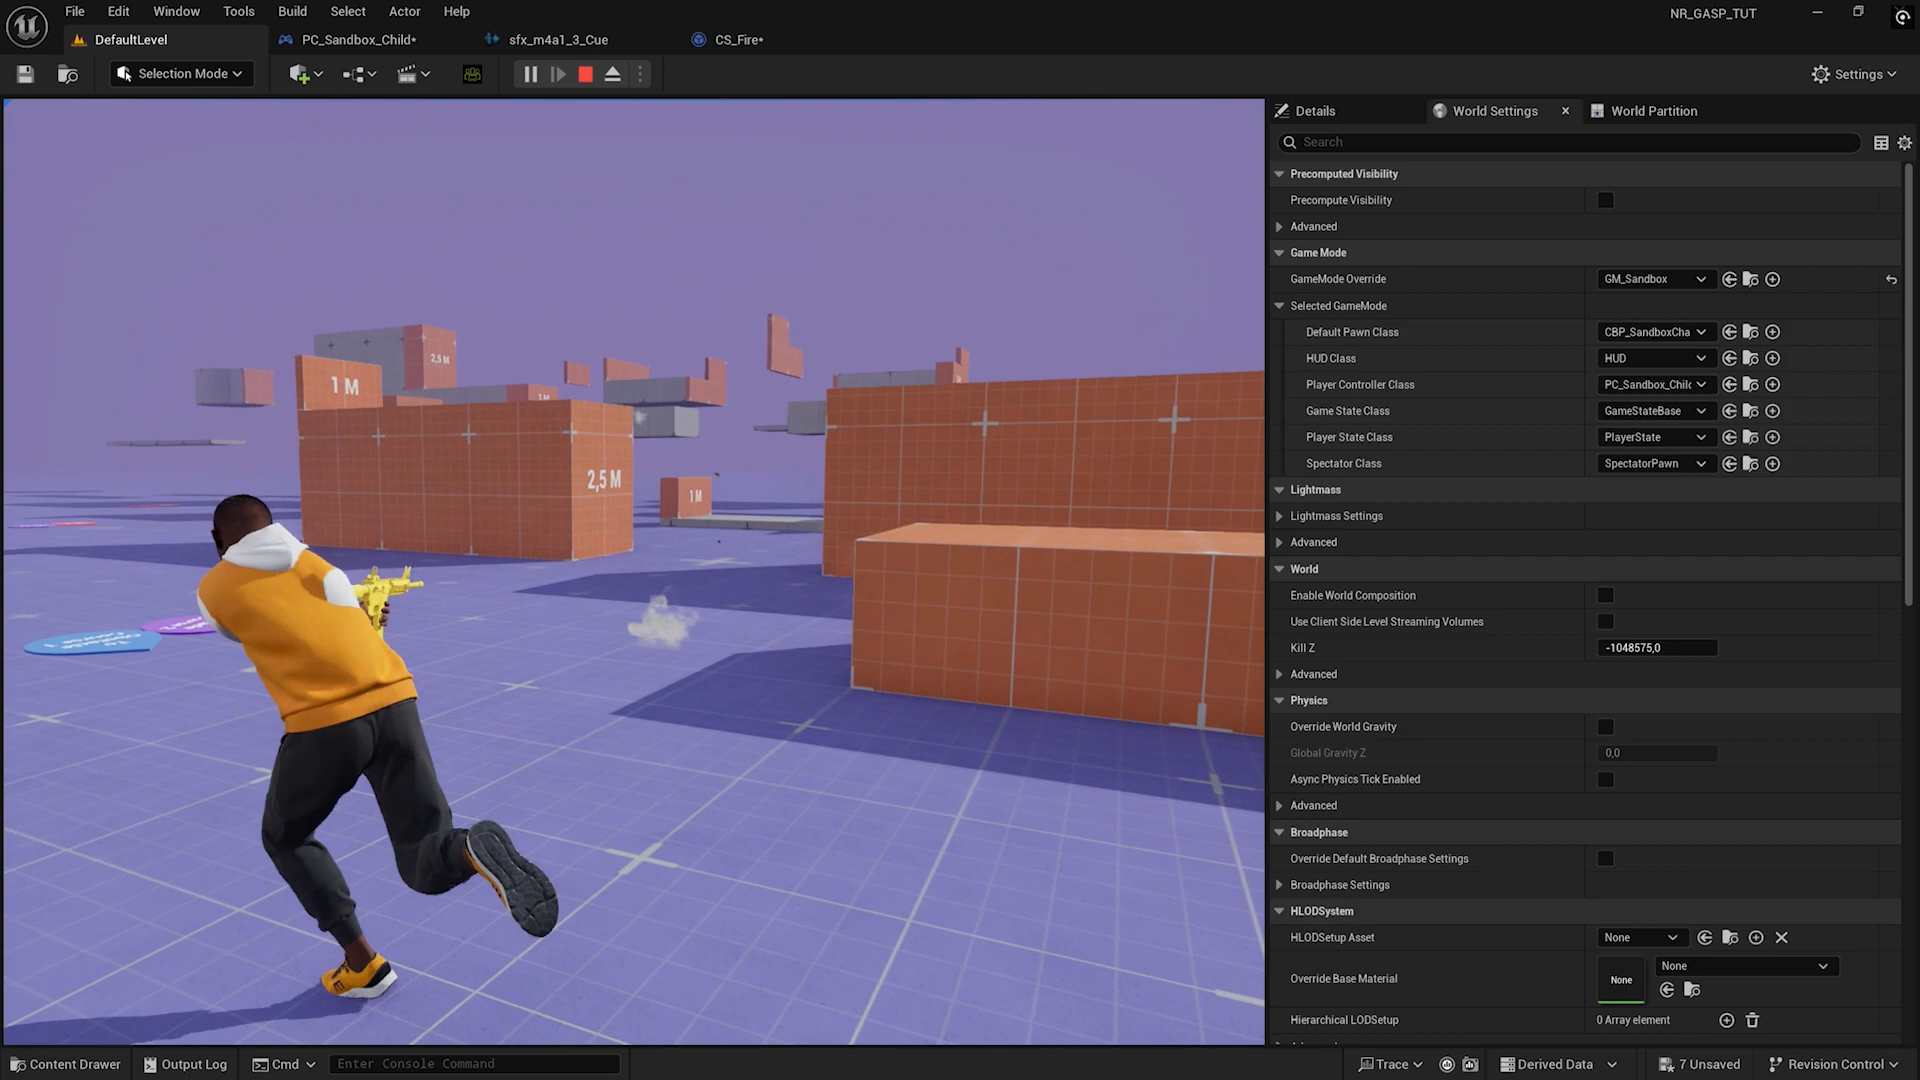 File Edit Window Tools Build Select Actor Help
NR_GASP_TUT
DefaultLevel
PC_Sandbox_Child*
sfx_m4a1_3_Cue
CS_Fire*
Selection Mode
Settings
Details
World Settings
World Partition
Search
Precomputed Visibility
Precompute Visibility
Advanced
Game Mode
GameMode Override
GM_Sandbox
Selected GameMode
Default Pawn Class
CBP_SandboxCha
HUD Class
HUD
Player Controller Class
PC_Sandbox_Chilc
Game State Class
GameStateBase
Player State Class
PlayerState
Spectator Class
SpectatorPawn
Lightmass
Lightmass Settings
Advanced
World
Enable World Composition
Use Client Side Level Streaming Volumes
Kill Z
-1048575,0
Advanced
Physics
Override World Gravity
Global Gravity Z
0,0
Async Physics Tick Enabled
Advanced
Broadphase
Override Default Broadphase Settings
Broadphase Settings
HLODSystem
HLODSetup Asset
None
Override Base Material
None
None
Hierarchical LODSetup
0 Array element
2,5 M
1 M
1 M
2,5 M
1 M
Content Drawer
Output Log
Cmd
Enter Console Command
Trace
Derived Data
7 Unsaved
Revision Control